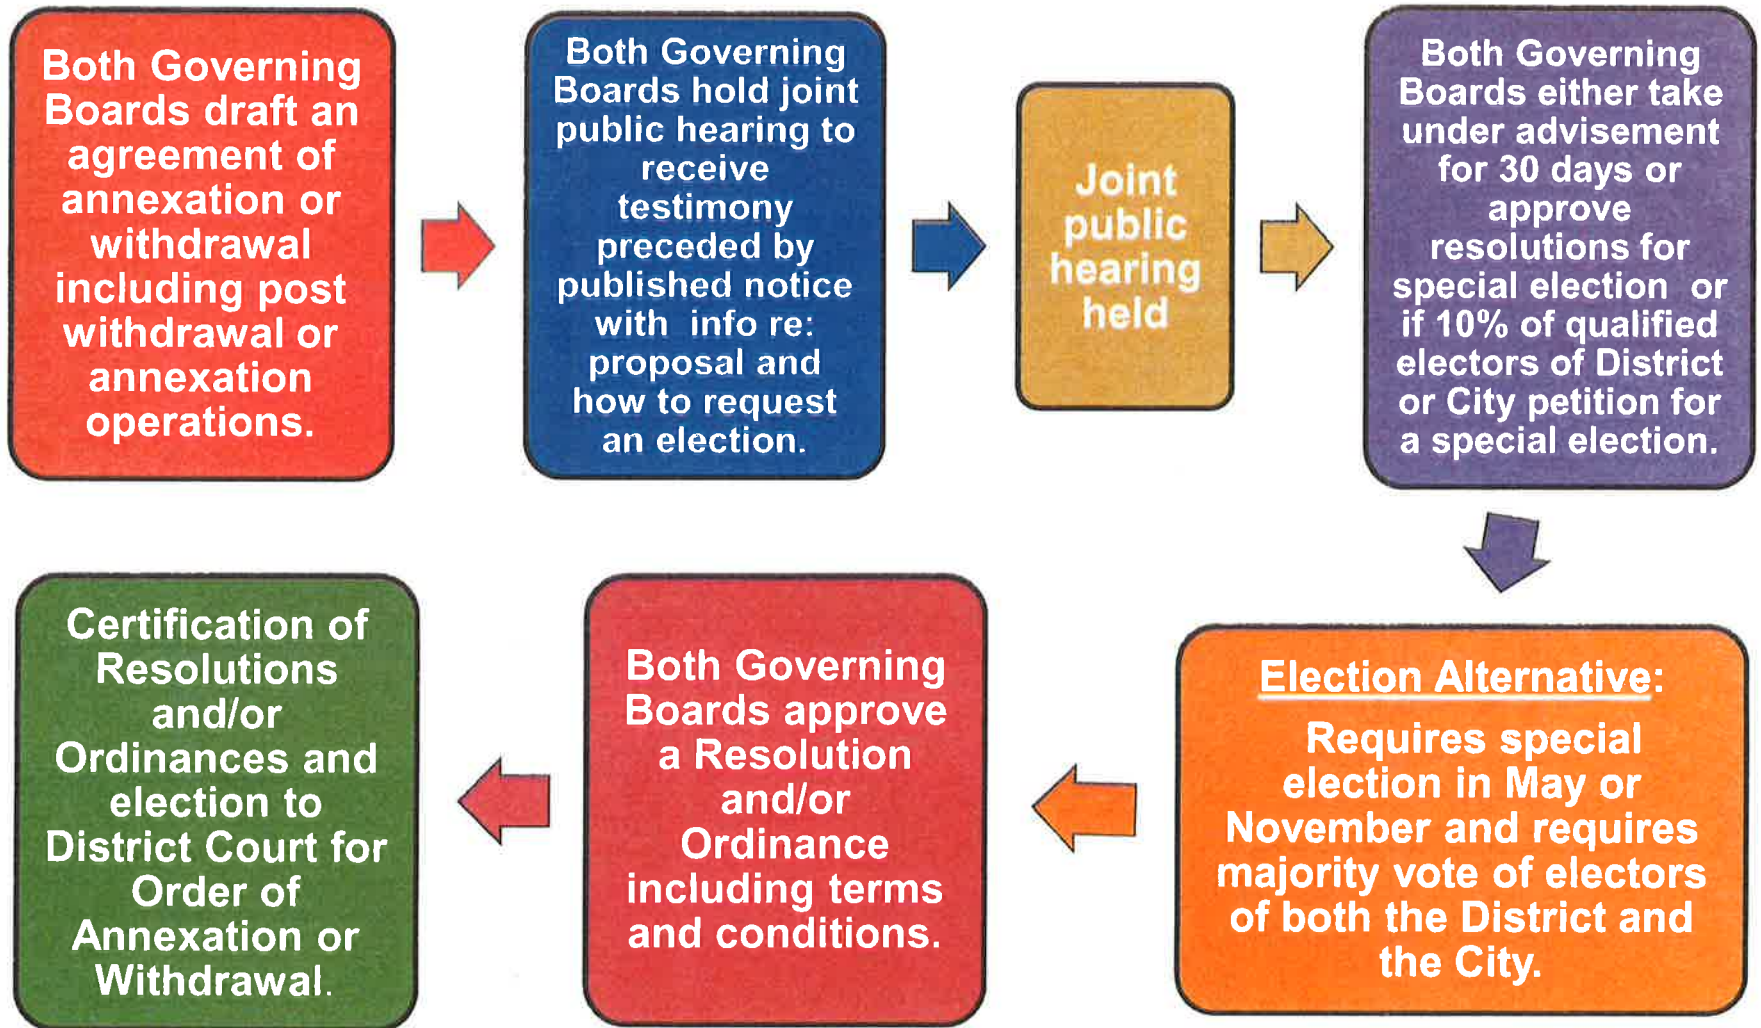 Both Governing
Boards draft an
agreement of
annexation or
withdrawal
including post
withdrawal or
annexation
operations.
Both Governing
Boards hold joint
public hearing to
receive
testimony
preceded by
published notice
with info re:
proposal and
how to request
an election.
Joint
public
hearing
held
Both Governing
Boards either take
under advisement
for 30 days or
approve
resolutions for
special election or
if 10% of qualified
electors of District
or City petition for
a special election.
Election Alternative:
Requires special
election in May or
November and requires
majority vote of electors
of both the District and
the City.
Both Governing
Boards approve
a Resolution
and/or
Ordinance
including terms
and conditions.
Certification of
Resolutions
and/or
Ordinances and
election to
District Court for
Order of
Annexation or
Withdrawal.